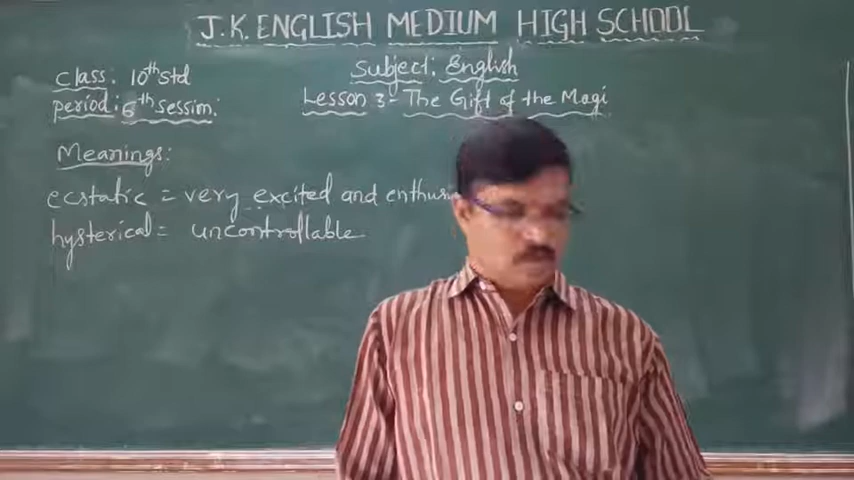 J.K. ENGLISH MEDIUM HIGH SCHOOL
class: 10th std
Subject: English
period: 6th session:
Lesson 3- The Gift of the Magi
Meanings:
ecstatic = very excited and
hysterical = uncontrollable